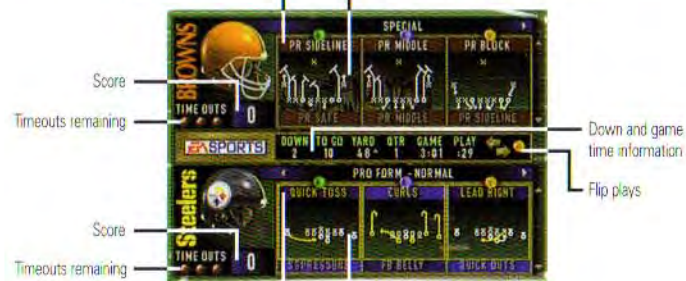 SPECIAL
BROWNS
PR SIDELINE PR MIDDLE PR BLOCK
Score
TIME OUTS 0
PR SAFE PR MIDDLE PR SIDELINE
Timeouts remaining
EA SPORTS
DOWN TO GO YARD QTR GAME PLAY
2 10 48^ 1 3:01 :29
Down and game
time information
Flip plays
PRO FORM - NORMAL
Steelers
QUICK TOSS CURLS LEAD RIGHT
Score
TIME OUTS 0
FB BELLY QUICK OUTS
Timeouts remaining